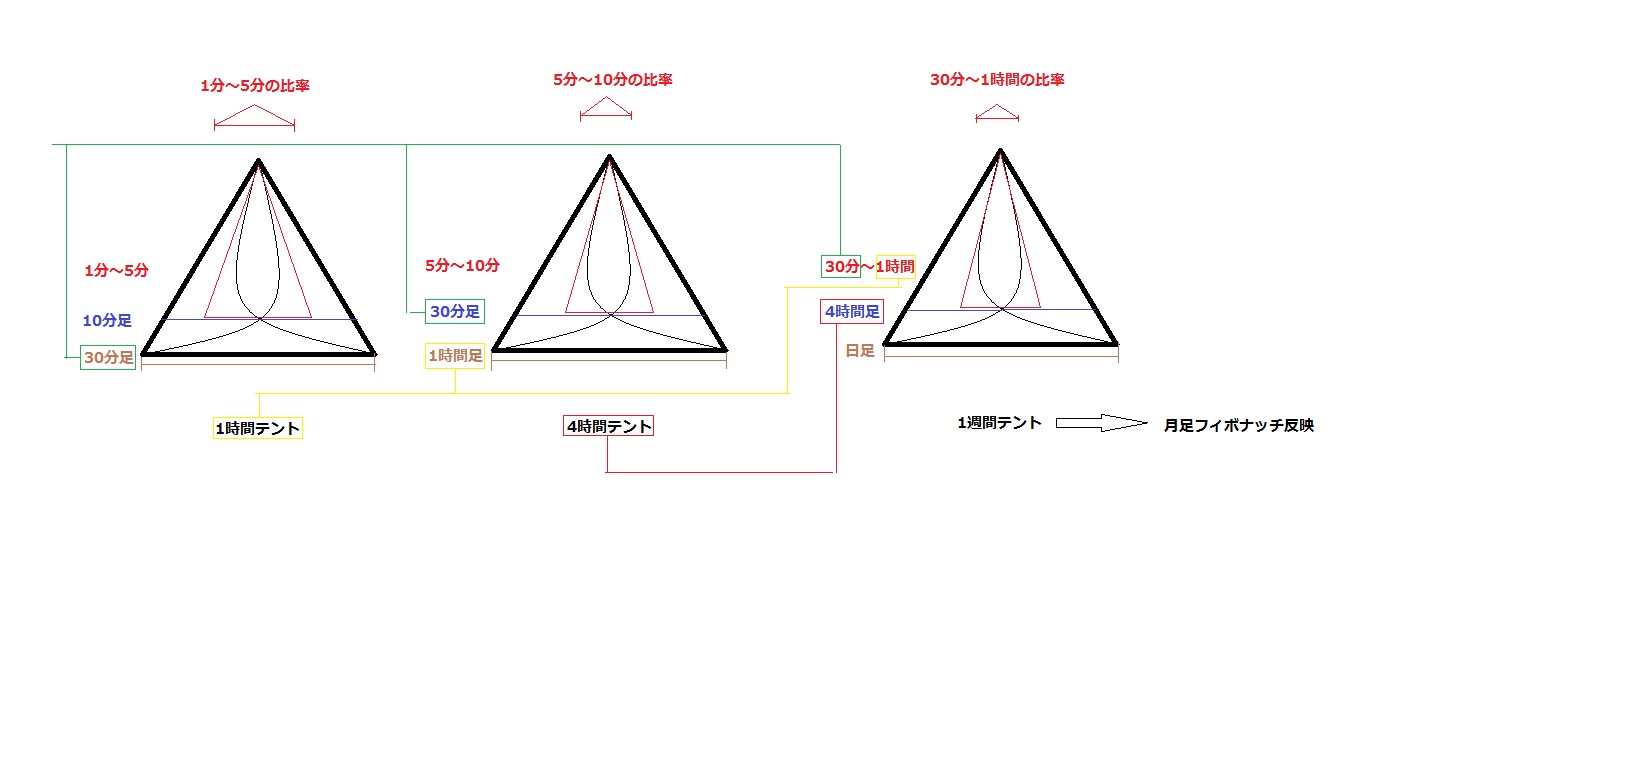 1分～5分の比率
5分～10分の比率
30分～1時間の比率
1分～5分
10分足
30分足
5分～10分
30分足
1時間足
30分～1時間
4時間足
日足
1時間テント
4時間テント
1週間テント
月足フィボナッチ反映